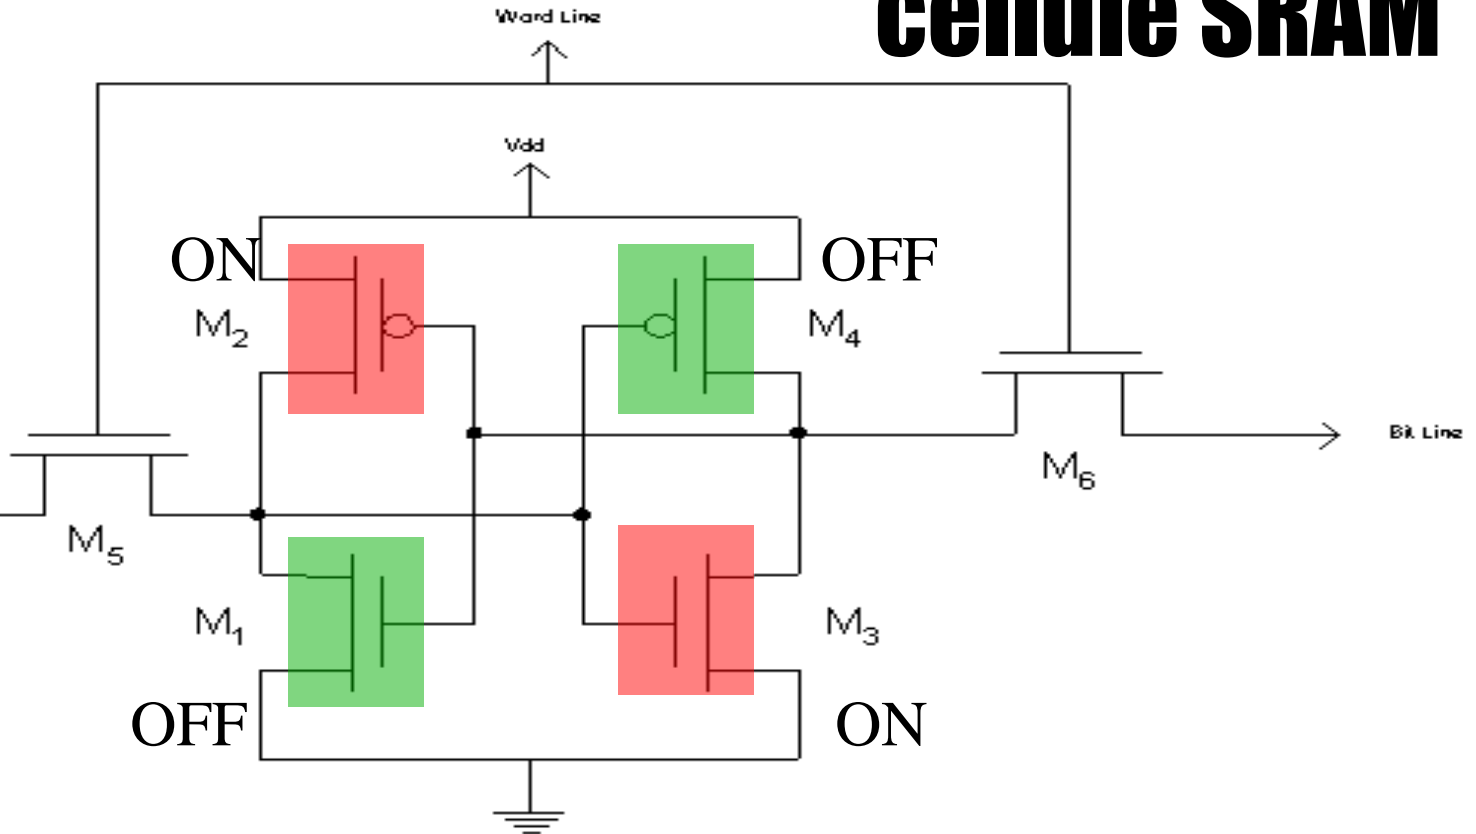 cellule SRAM
Word Line
Vdd
ON
OFF
M2
M4
Bit Line
M6
M5
M1
M3
OFF
ON